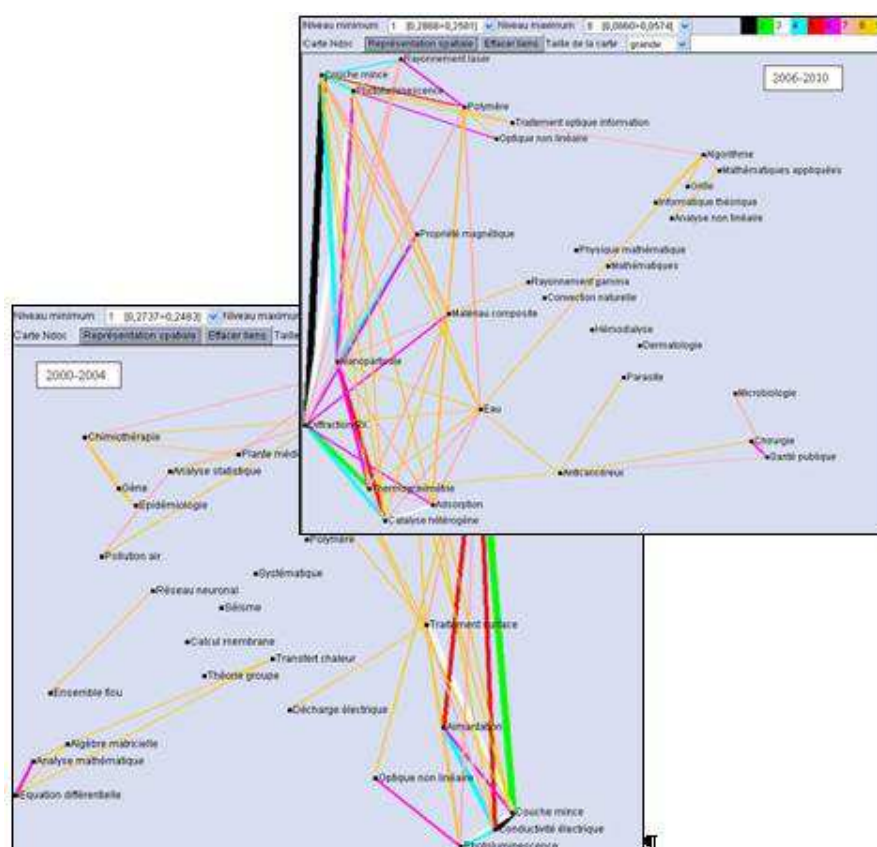 Niveau minimum 1 [0,2868÷0,2501[ Niveau maximum 8 [0,0860÷0,0574[
Carte Ndoc Représentation spatiale Effacer liens Taille de la carte grande
2006-2010
Rayonnement laser
Couche mince
Photoluminescence
Polymère
Traitement optique information
Optique non linéaire
Algorithme
Mathématiques appliquées
Grille
Informatique théorique
Analyse non linéaire
Propriété magnétique
Physique mathématique
Mathématiques
Rayonnement gamma
Convection naturelle
Matériau composite
Hémodialyse
Dermatologie
Nanoparticule
Parasite
Microbiologie
Eau
Diffraction RX
Chirurgie
Santé publique
Anticancéreux
Thermogravimétrie
Adsorption
Catalyse hétérogène
Niveau minimum 1 [0,2737÷0,2463[ Niveau maximum
Carte Ndoc Représentation spatiale Effacer liens Taille
2000-2004
Chimiothérapie
Plante médi
Analyse statistique
Gène
Epidémiologie
Pollution air
Polymère
Systématique
Réseau neuronal
Séisme
Traitement surface
Calcul membrane
Transfert chaleur
Théorie groupe
Ensemble flou
Décharge électrique
Aimantation
Algèbre matricielle
Analyse mathématique
Optique non linéaire
Equation différentielle
Couche mince
Conductivité électrique
Photoluminescence
¶